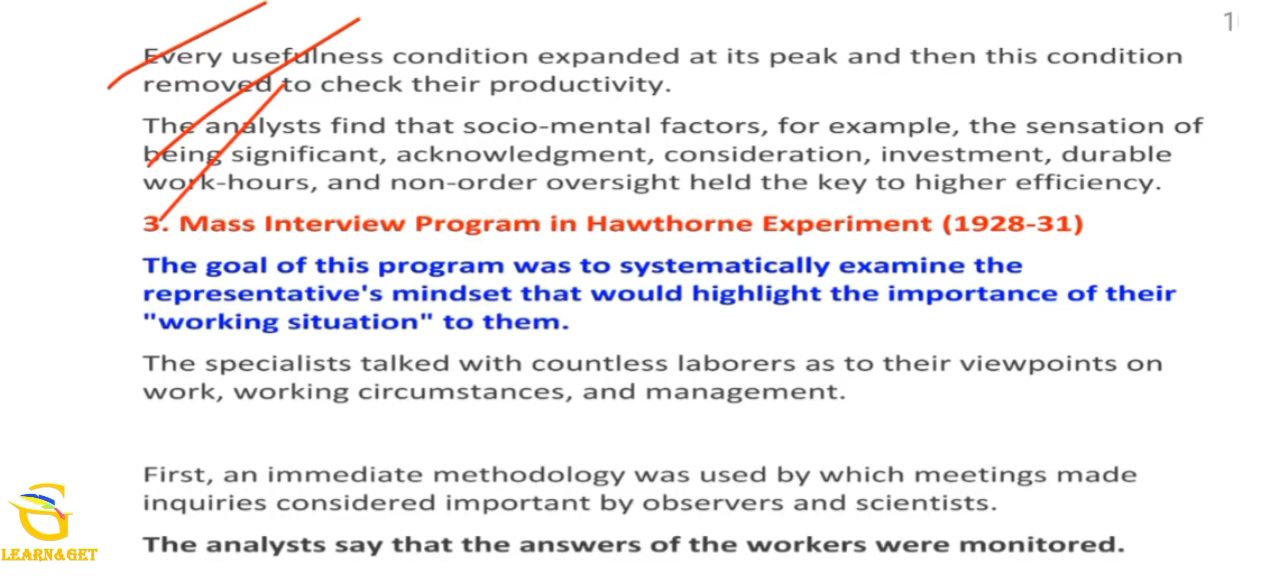 1
Every usefulness condition expanded at its peak and then this condition
removed to check their productivity.
The analysts find that socio-mental factors, for example, the sensation of
being significant, acknowledgment, consideration, investment, durable
work-hours, and non-order oversight held the key to higher efficiency.
3. Mass Interview Program in Hawthorne Experiment (1928-31)
The goal of this program was to systematically examine the
representative's mindset that would highlight the importance of their
"working situation" to them.
The specialists talked with countless laborers as to their viewpoints on
work, working circumstances, and management.
First, an immediate methodology was used by which meetings made
inquiries considered important by observers and scientists.
The analysts say that the answers of the workers were monitored.
LEARN&GET